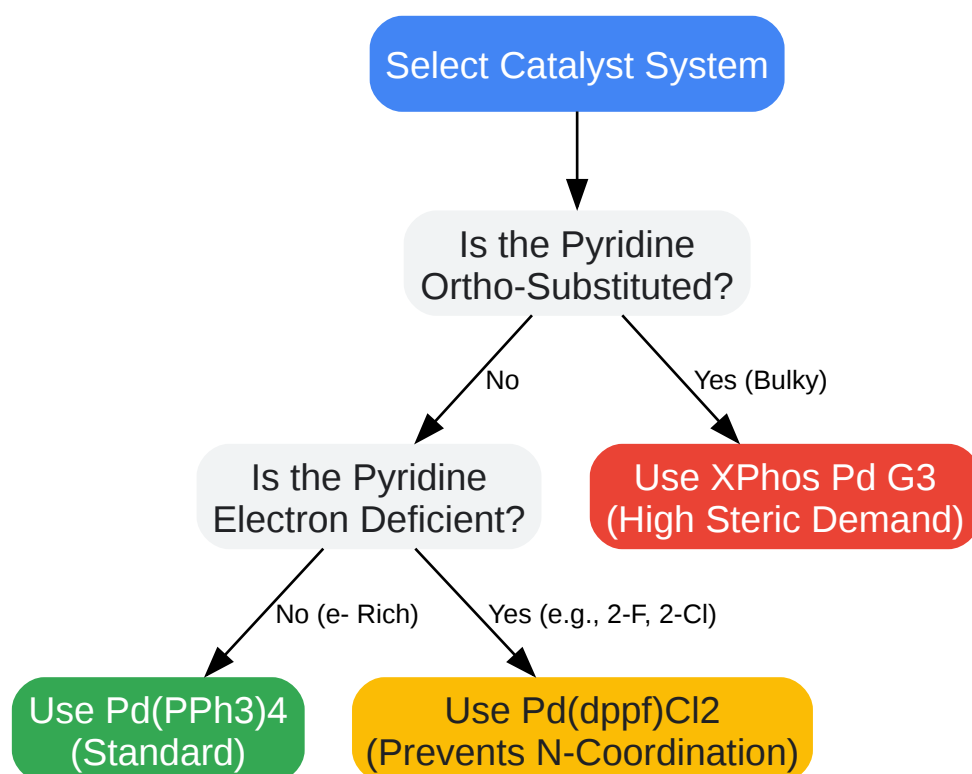 Select Catalyst System
Is the Pyridine
Ortho-Substituted?
No
Yes (Bulky)
Is the Pyridine
Electron Deficient?
Use XPhos Pd G3
(High Steric Demand)
No (e- Rich)
Yes (e.g., 2-F, 2-Cl)
Use Pd(PPh3)4
(Standard)
Use Pd(dppf)Cl2
(Prevents N-Coordination)